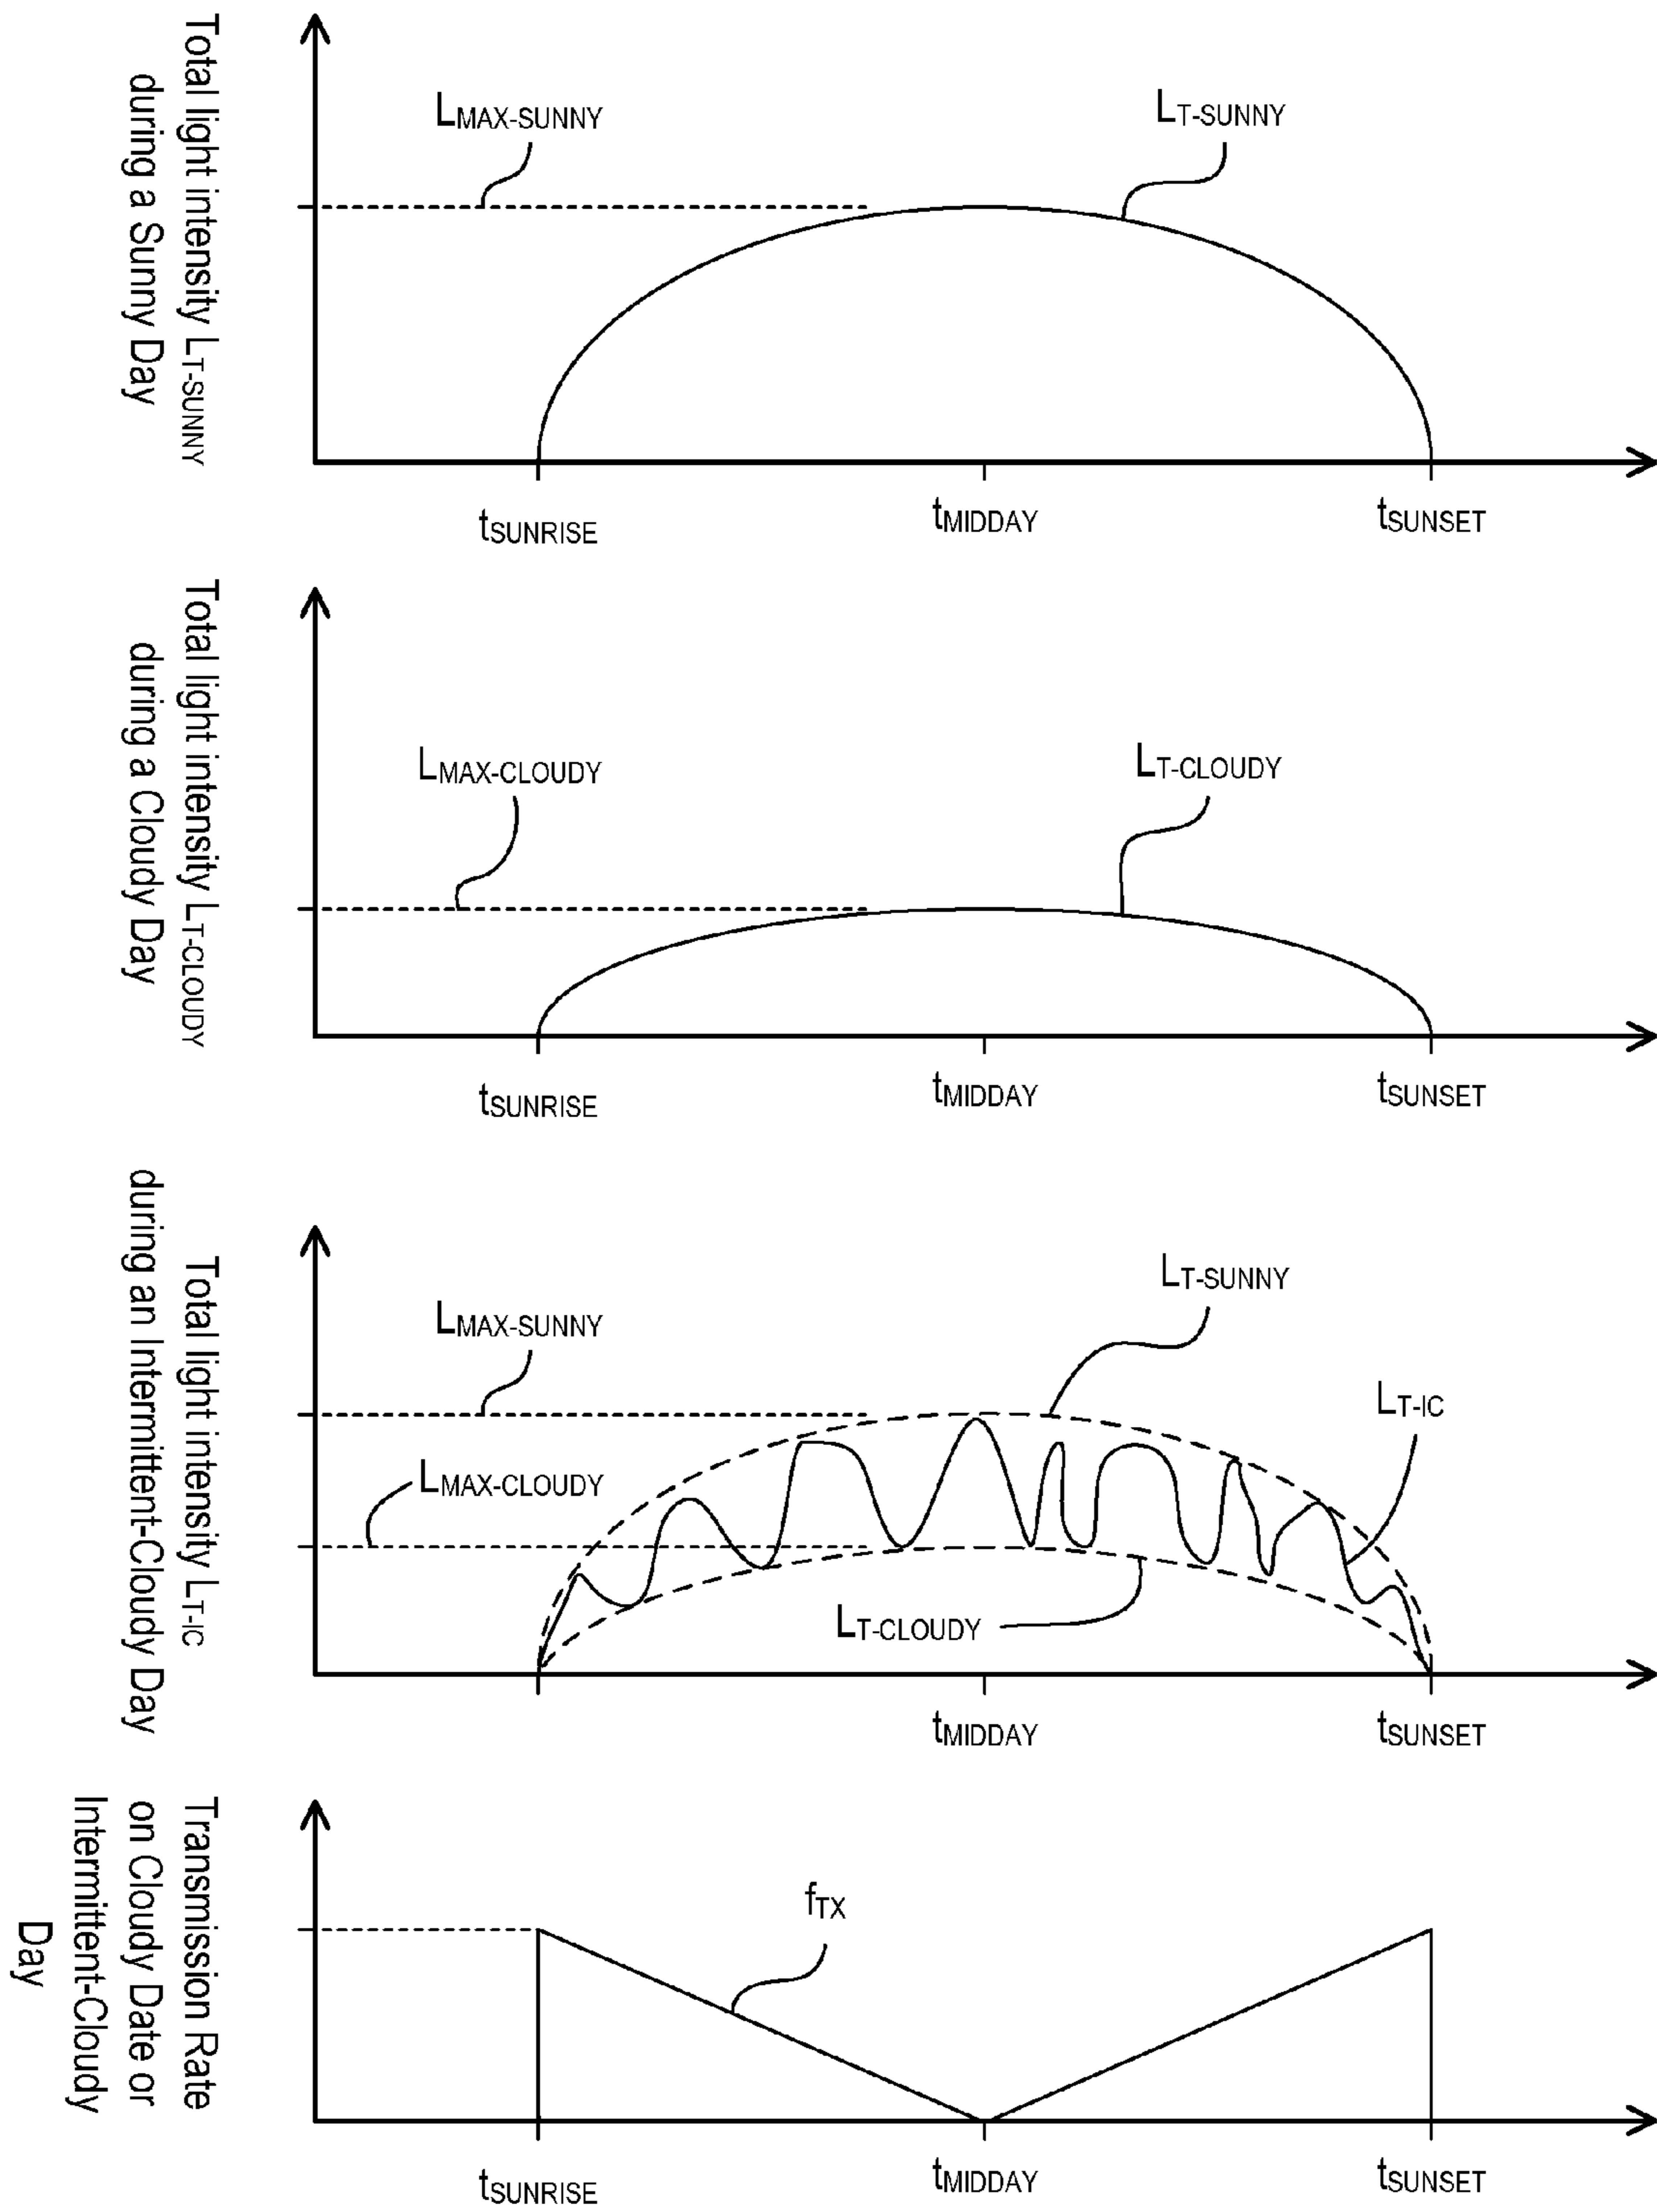 Total light intensity LT-SUNNY
during a Sunny Day
LMAX-SUNNY
LT-SUNNY
tSUNRISE
tMIDDAY
tSUNSET
Total light intensity LT-CLOUDY
during a Cloudy Day
LMAX-CLOUDY
LT-CLOUDY
tSUNRISE
tMIDDAY
tSUNSET
Total light intensity LT-IC
during an Intermittent-Cloudy Day
LMAX-SUNNY
LT-SUNNY
LT-IC
LMAX-CLOUDY
LT-CLOUDY
tMIDDAY
tSUNSET
Transmission Rate
on Cloudy Date or
Intermittent-Cloudy
Day
fTX
tSUNRISE
tMIDDAY
tSUNSET